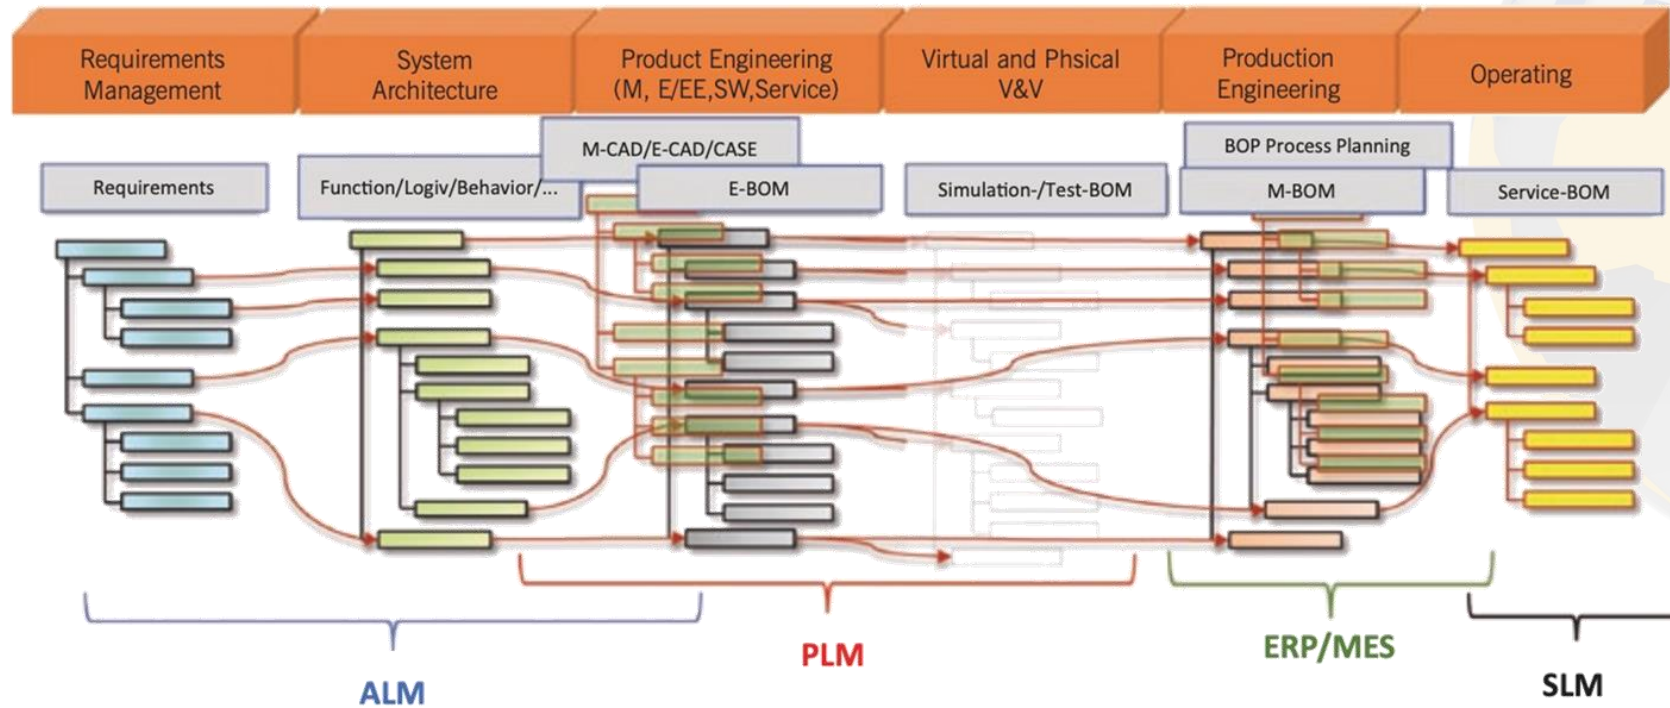 Requirements
Management
System
Architecture
Product Engineering
(M, E/EE,SW,Service)
Virtual and Phsical
V&V
Production
Engineering
Operating
M-CAD/E-CAD/CASE
BOP Process Planning
Requirements
Function/Logiv/Behavior/...
E-BOM
Simulation-/Test-BOM
M-BOM
Service-BOM
ALM
PLM
ERP/MES
SLM